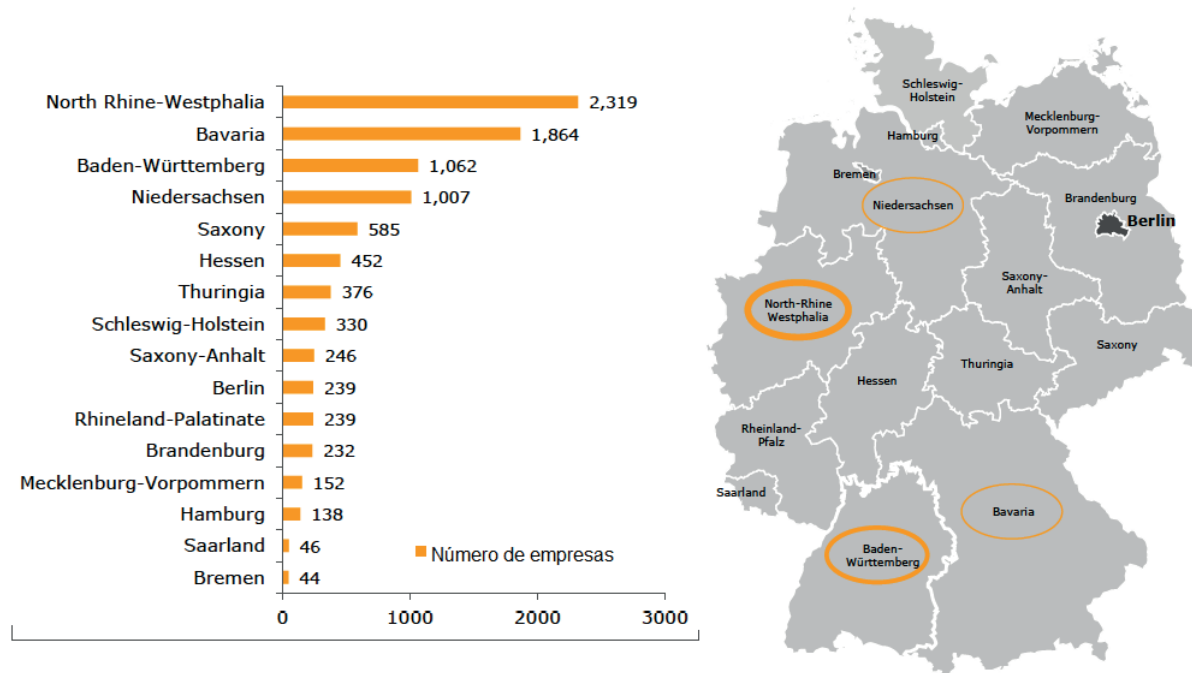 North Rhine-Westphalia 2,319
Bavaria 1,864
Baden-Württemberg 1,062
Niedersachsen 1,007
Saxony 585
Hessen 452
Thuringia 376
Schleswig-Holstein 330
Saxony-Anhalt 246
Berlin 239
Rhineland-Palatinate 239
Brandenburg 232
Mecklenburg-Vorpommern 152
Hamburg 138
Saarland 46
Bremen 44
Número de empresas
0 1000 2000 3000
Schleswig-
Holstein
Mecklenburg-
Vorpommern
Hamburg
Bremen
Niedersachsen
Brandenburg
Berlin
Saxony-
Anhalt
North-Rhine
Westphalia
Saxony
Thuringia
Hessen
Rheinland-
Pfalz
Saarland
Bavaria
Baden-
Württemberg